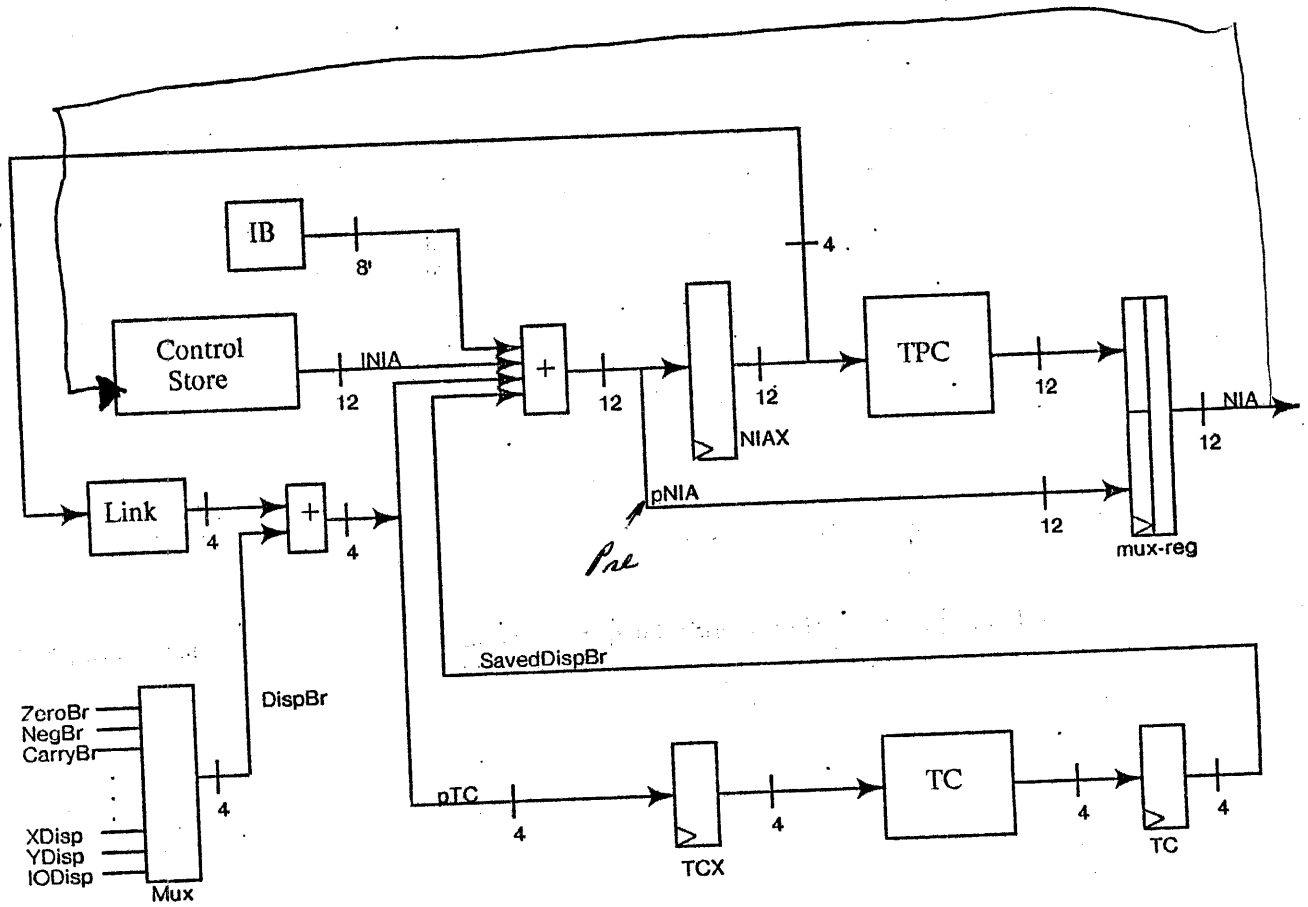 4
IB
8'
Control
Store
INIA
12
+
12
NIAX
12
TPC
12
NIA
12
pNIA
12
mux-reg
Pre
Link
4
+
4
SavedDispBr
DispBr
ZeroBr
NegBr
CarryBr
XDisp
YDisp
IODisp
Mux
4
pTC
4
TCX
4
TC
4
TC
4